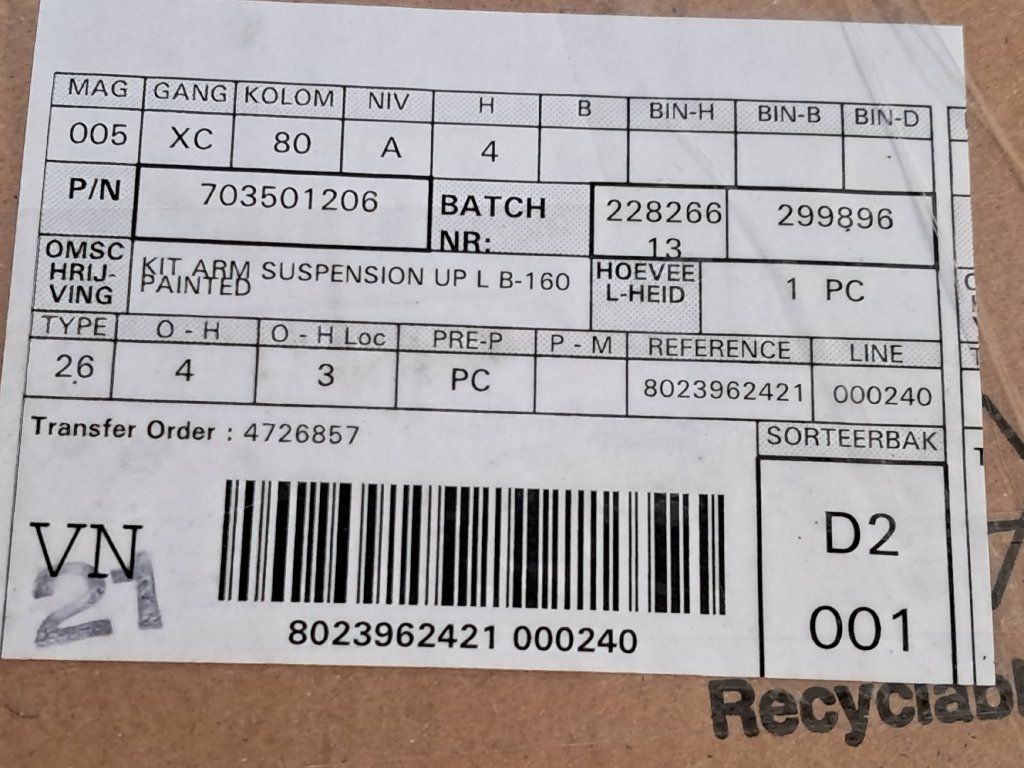 MAG GANG KOLOM NIV H B BIN-H BIN-B BIN-D
005 XC 80 A 4
P/N 703501206 BATCH NR: 228266 13 299896
OMSC HRIJ- VING KIT ARM SUSPENSION UP L B-160 PAINTED HOEVEE L-HEID 1 PC
TYPE O - H O - H Loc PRE-P P - M REFERENCE LINE
26 4 3 PC 8023962421 000240
Transfer Order : 4726857
SORTEERBAK
D2
001
VN
21
8023962421 000240
Recyclabl